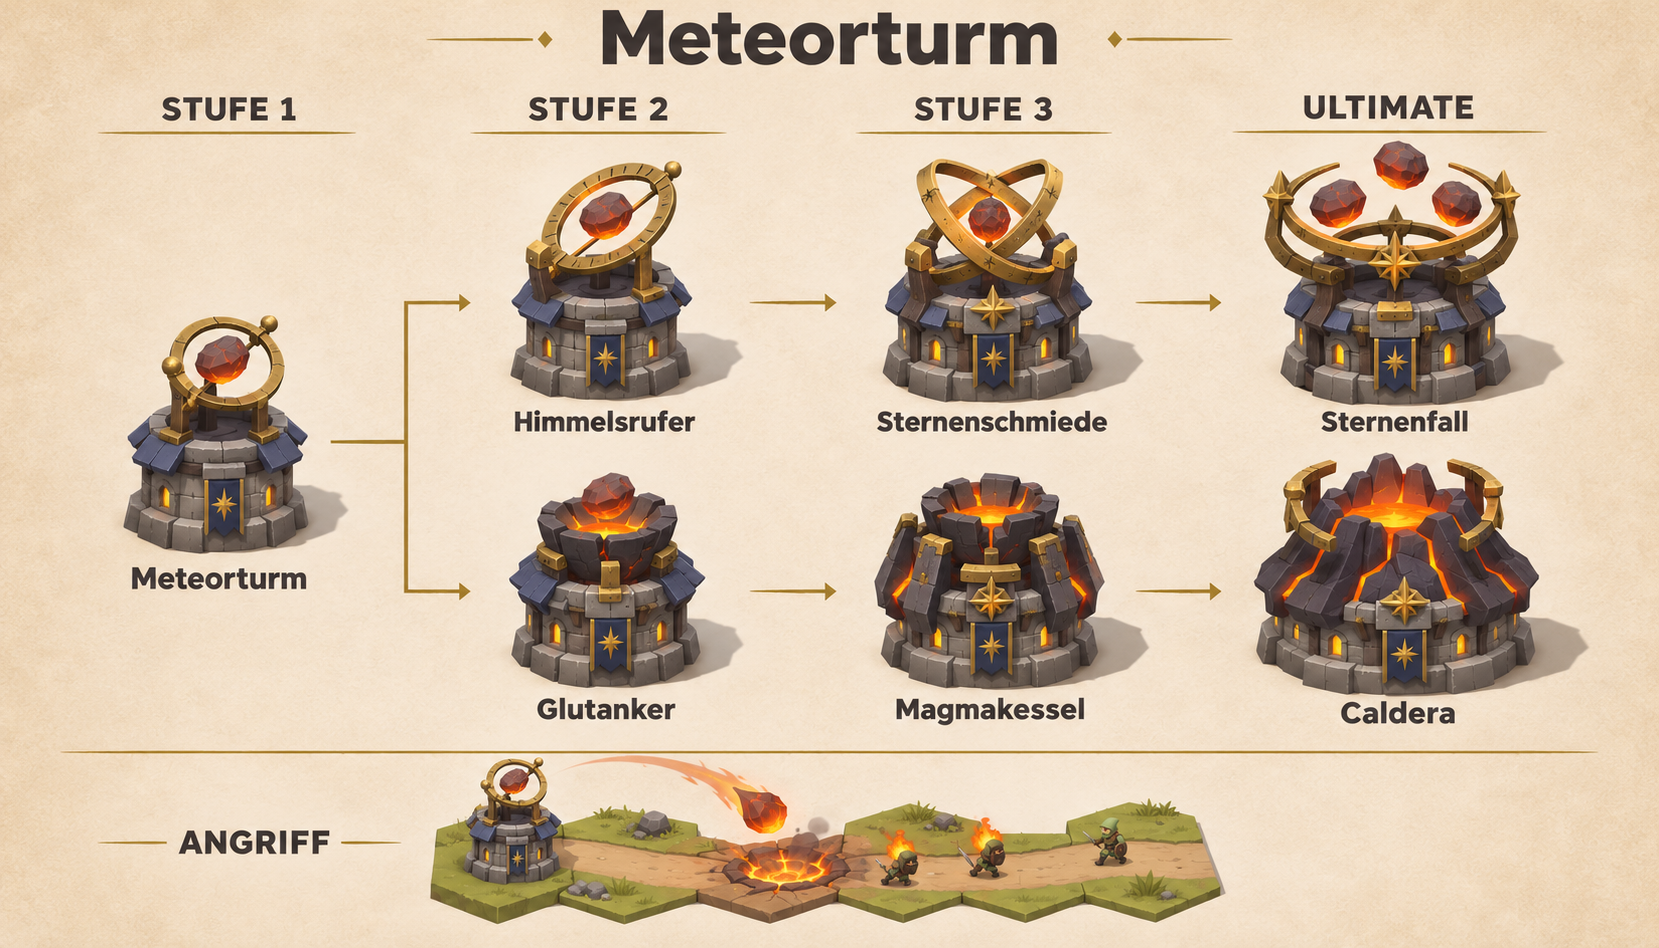 Meteorturm
STUFE 1
STUFE 2
STUFE 3
ULTIMATE
Meteorturm
Himmelsrufer
Sternenschmiede
Sternenfall
Glutanker
Magmakessel
Caldera
ANGRIFF